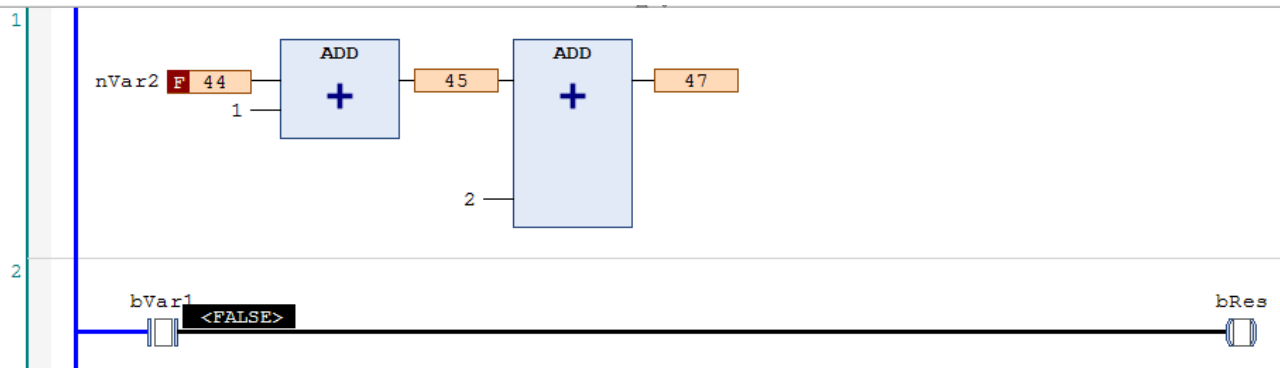 1
ADD ADD
nVar2 F 44 45 47
1
2
2
bVar1 bRes
<FALSE>